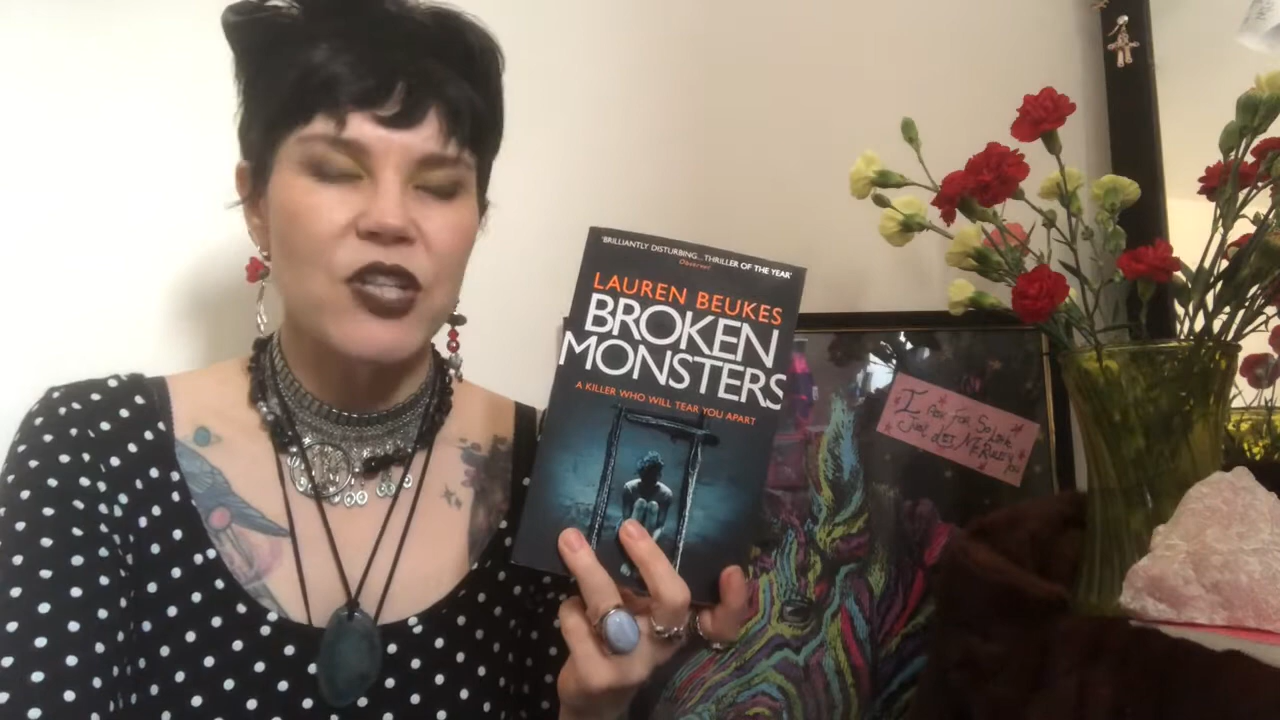 'BRILLIANTLY DISTURBING... THRILLER OF THE YEAR'
Observer
LAUREN BEUKES
BROKEN
MONSTERS
A KILLER WHO WILL TEAR YOU APART
I